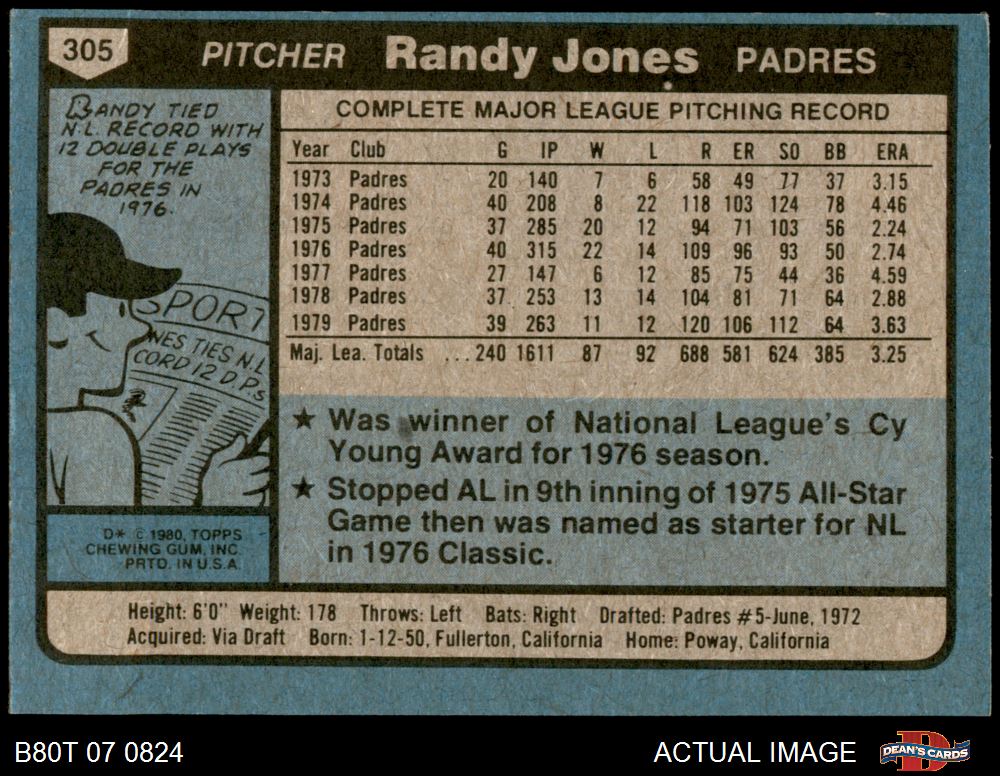 305 PITCHER Randy Jones PADRES
RANDY TIED
N.L. RECORD WITH
12 DOUBLE PLAYS
FOR THE
PADRES IN
1976.
SPORT
NES TIES N.L
CORD 12 D.P.s
D* © 1980, TOPPS
CHEWING GUM, INC.
PRTD. IN U.S.A.
COMPLETE MAJOR LEAGUE PITCHING RECORD
Year Club G IP W L R ER SO BB ERA
1973 Padres 20 140 7 6 58 49 77 37 3.15
1974 Padres 40 208 8 22 118 103 124 78 4.46
1975 Padres 37 285 20 12 94 71 103 56 2.24
1976 Padres 40 315 22 14 109 96 93 50 2.74
1977 Padres 27 147 6 12 85 75 44 36 4.59
1978 Padres 37 253 13 14 104 81 71 64 2.88
1979 Padres 39 263 11 12 120 106 112 64 3.63
Maj. Lea. Totals ...240 1611 87 92 688 581 624 385 3.25
★ Was winner of National League's Cy
Young Award for 1976 season.
★ Stopped AL in 9th inning of 1975 All-Star
Game then was named as starter for NL
in 1976 Classic.
Height: 6'0" Weight: 178 Throws: Left Bats: Right Drafted: Padres #5-June, 1972
Acquired: Via Draft Born: 1-12-50, Fullerton, California Home: Poway, California
B80T 07 0824 ACTUAL IMAGE DEAN'S CARDS